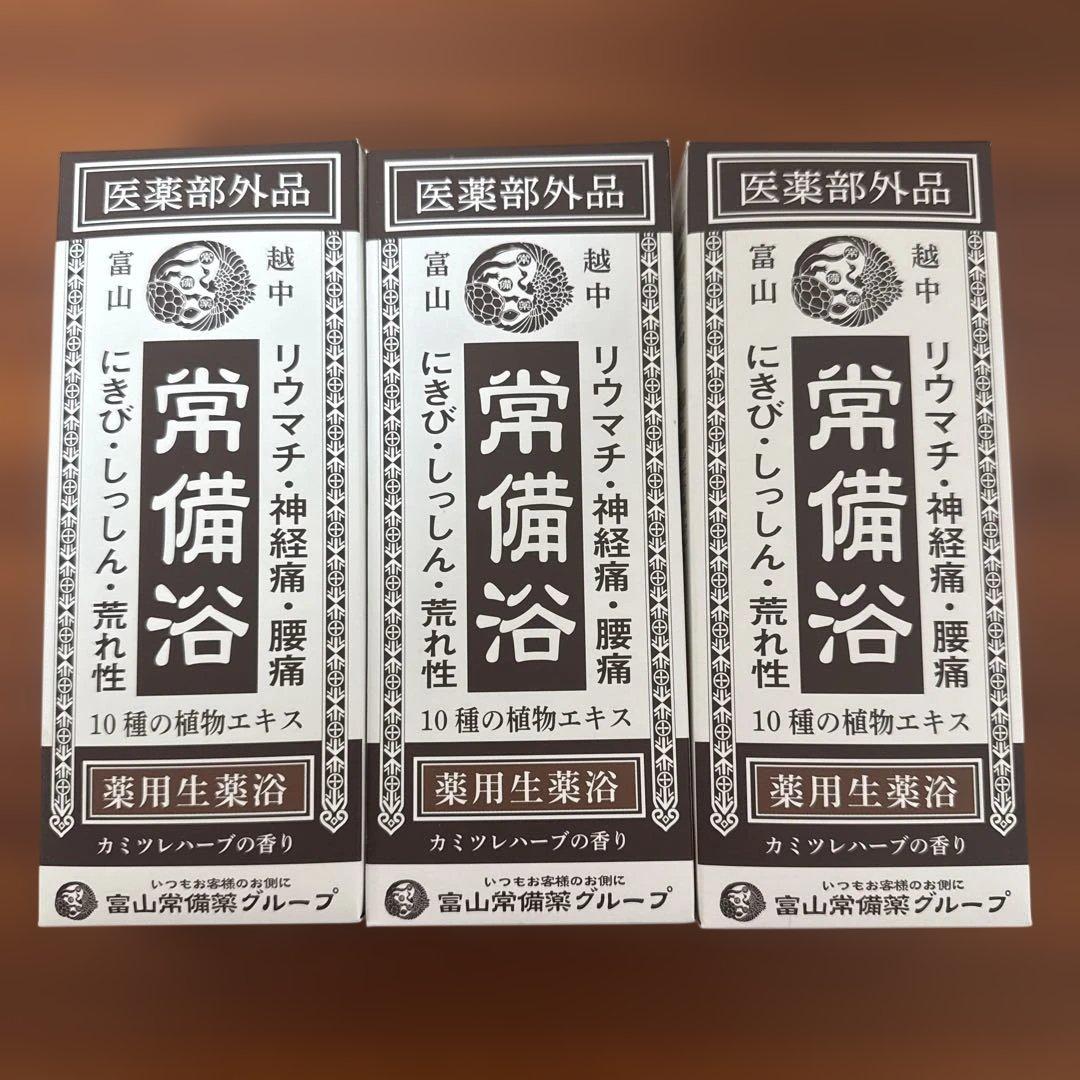 医薬部外品
越中
富山
常備薬
リウマチ・神経痛・腰痛
常備浴
にきび・しっしん・荒れ性
10種の植物エキス
薬用生薬浴
カミツレハーブの香り
いつもお客様のお側に
富山常備薬グループ
医薬部外品
越中
富山
常備薬
リウマチ・神経痛・腰痛
常備浴
にきび・しっしん・荒れ性
10種の植物エキス
薬用生薬浴
カミツレハーブの香り
いつもお客様のお側に
富山常備薬グループ
医薬部外品
越中
富山
常備薬
リウマチ・神経痛・腰痛
常備浴
にきび・しっしん・荒れ性
10種の植物エキス
薬用生薬浴
カミツレハーブの香り
いつもお客様のお側に
富山常備薬グループ